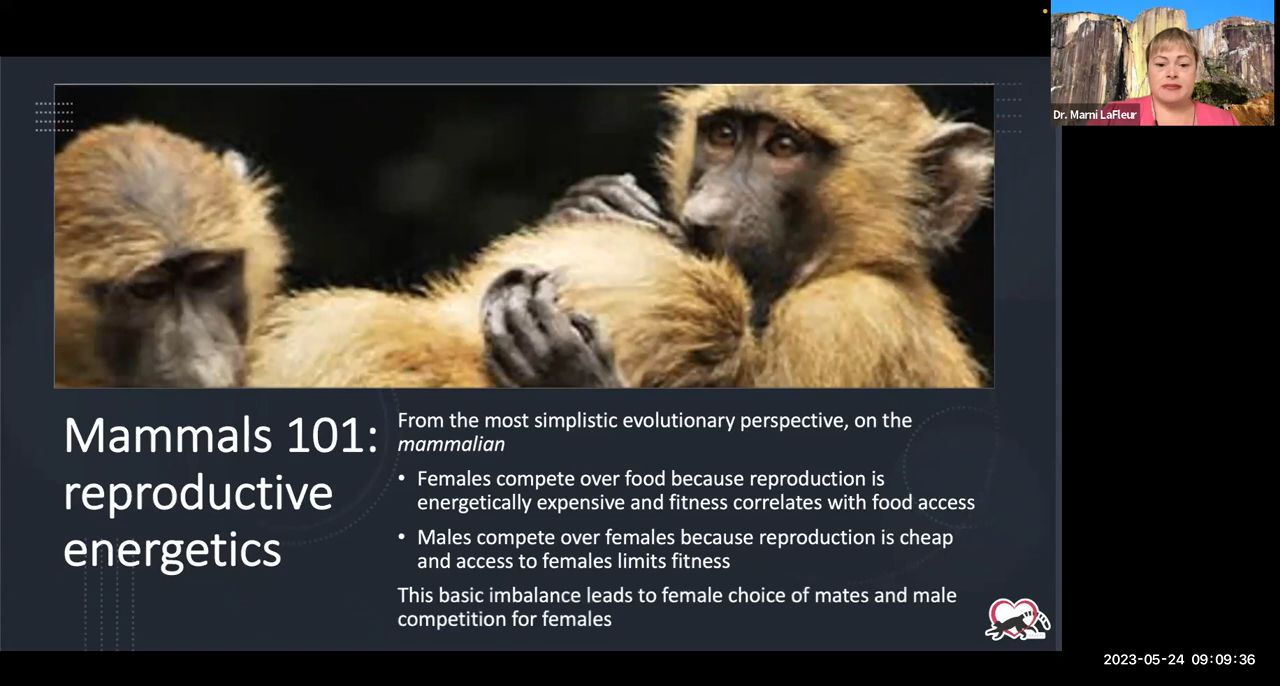 Dr. Marni LaFleur
Mammals 101:
reproductive
energetics
From the most simplistic evolutionary perspective, on the
mammalian
• Females compete over food because reproduction is
energetically expensive and fitness correlates with food access
• Males compete over females because reproduction is cheap
and access to females limits fitness
This basic imbalance leads to female choice of mates and male
competition for females
2023-05-24 09:09:36